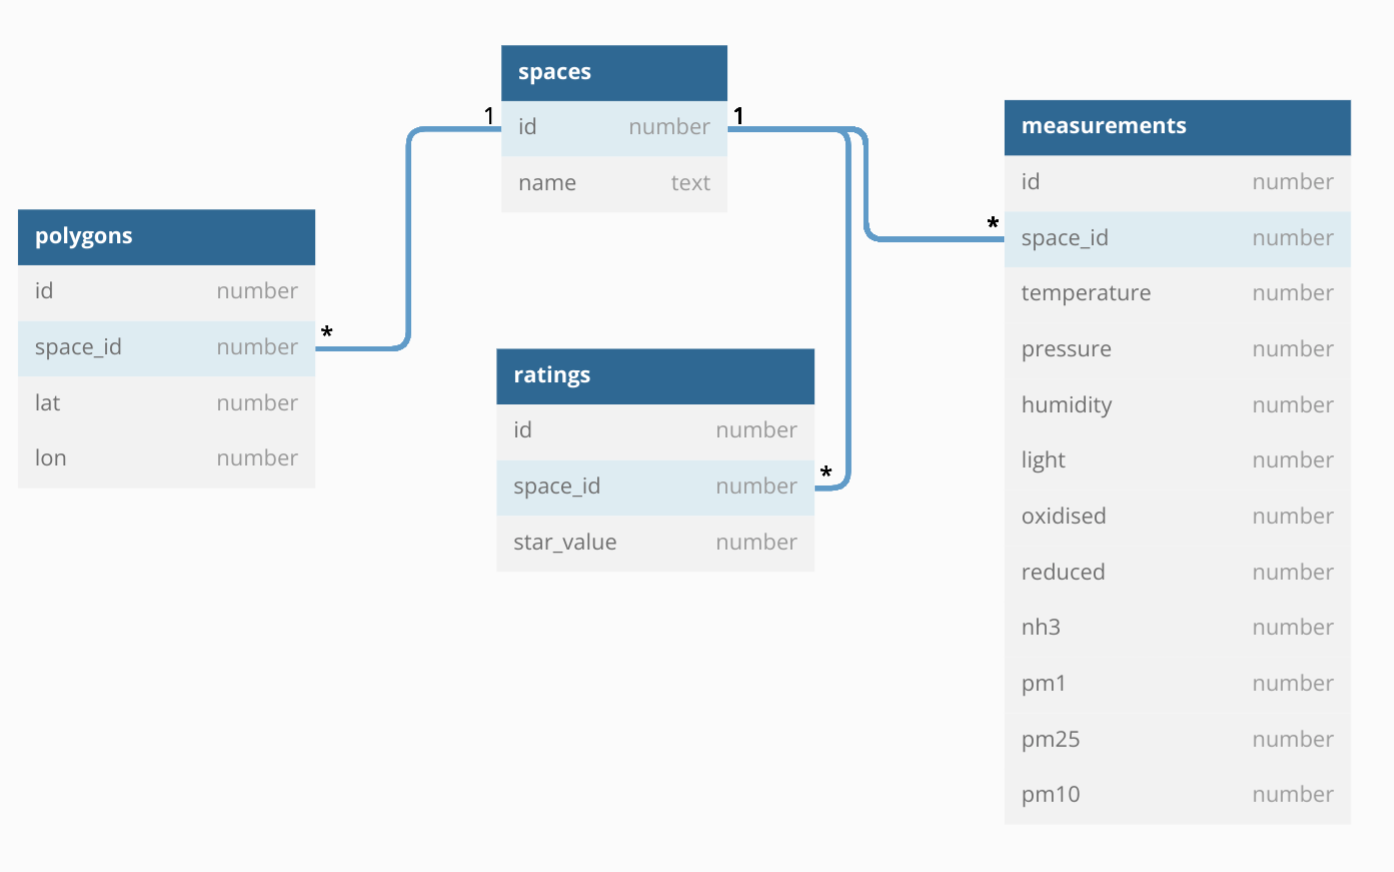 spaces
1
id number
1
name text
polygons
id number
*
space_id number
lat number
lon number
ratings
id number
*
space_id number
star_value number
measurements
id number
*
space_id number
temperature number
pressure number
humidity number
light number
oxidised number
reduced number
nh3 number
pm1 number
pm25 number
pm10 number